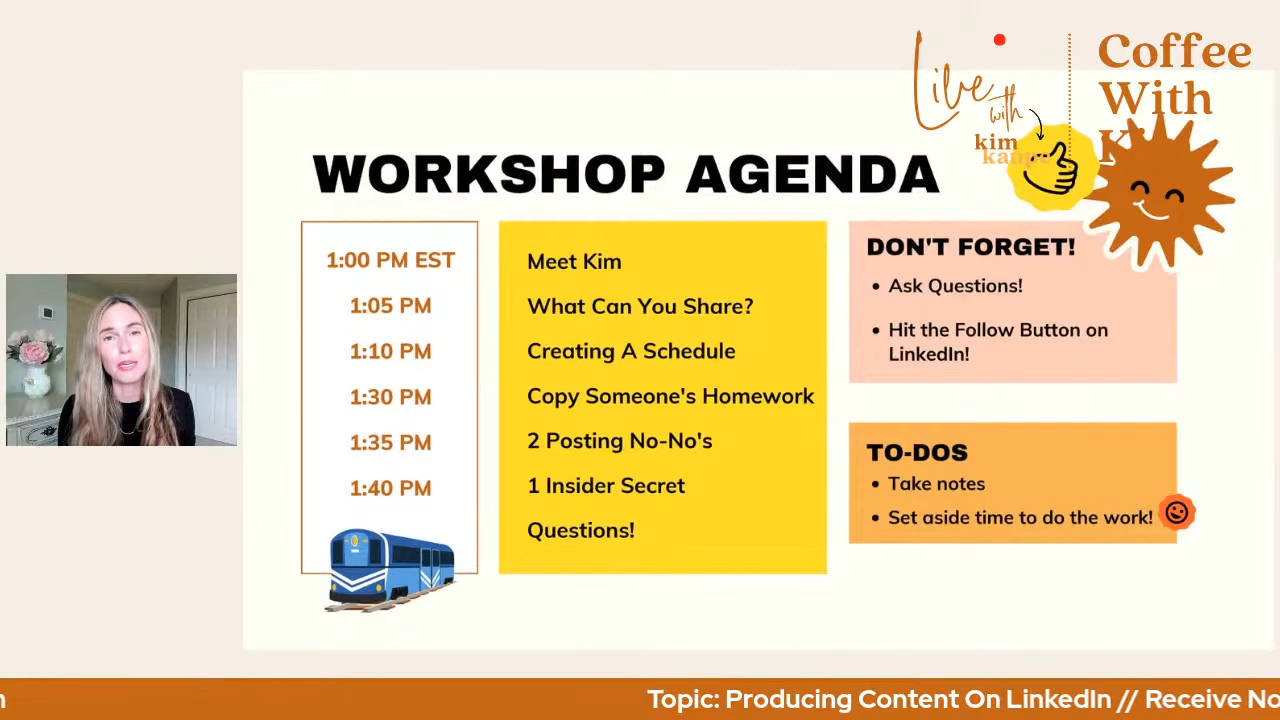 Live
with
kim
kaupe
Coffee
With
WORKSHOP AGENDA
1:00 PM EST
1:05 PM
1:10 PM
1:30 PM
1:35 PM
1:40 PM
Meet Kim
What Can You Share?
Creating A Schedule
Copy Someone's Homework
2 Posting No-No's
1 Insider Secret
Questions!
DON'T FORGET!
• Ask Questions!
• Hit the Follow Button on
LinkedIn!
TO-DOS
• Take notes
• Set aside time to do the work!
Topic: Producing Content On LinkedIn // Receive No